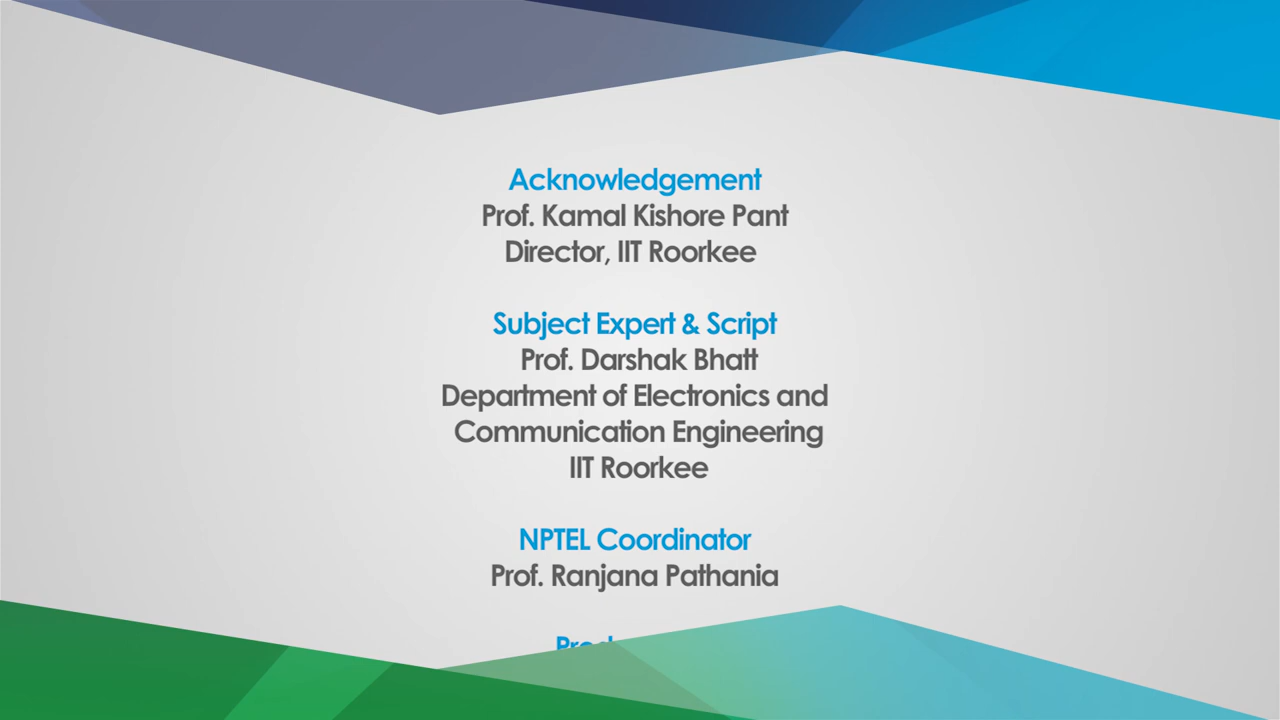 Acknowledgement
Prof. Kamal Kishore Pant
Director, IIT Roorkee
Subject Expert & Script
Prof. Darshak Bhatt
Department of Electronics and
Communication Engineering
IIT Roorkee
NPTEL Coordinator
Prof. Ranjana Pathania